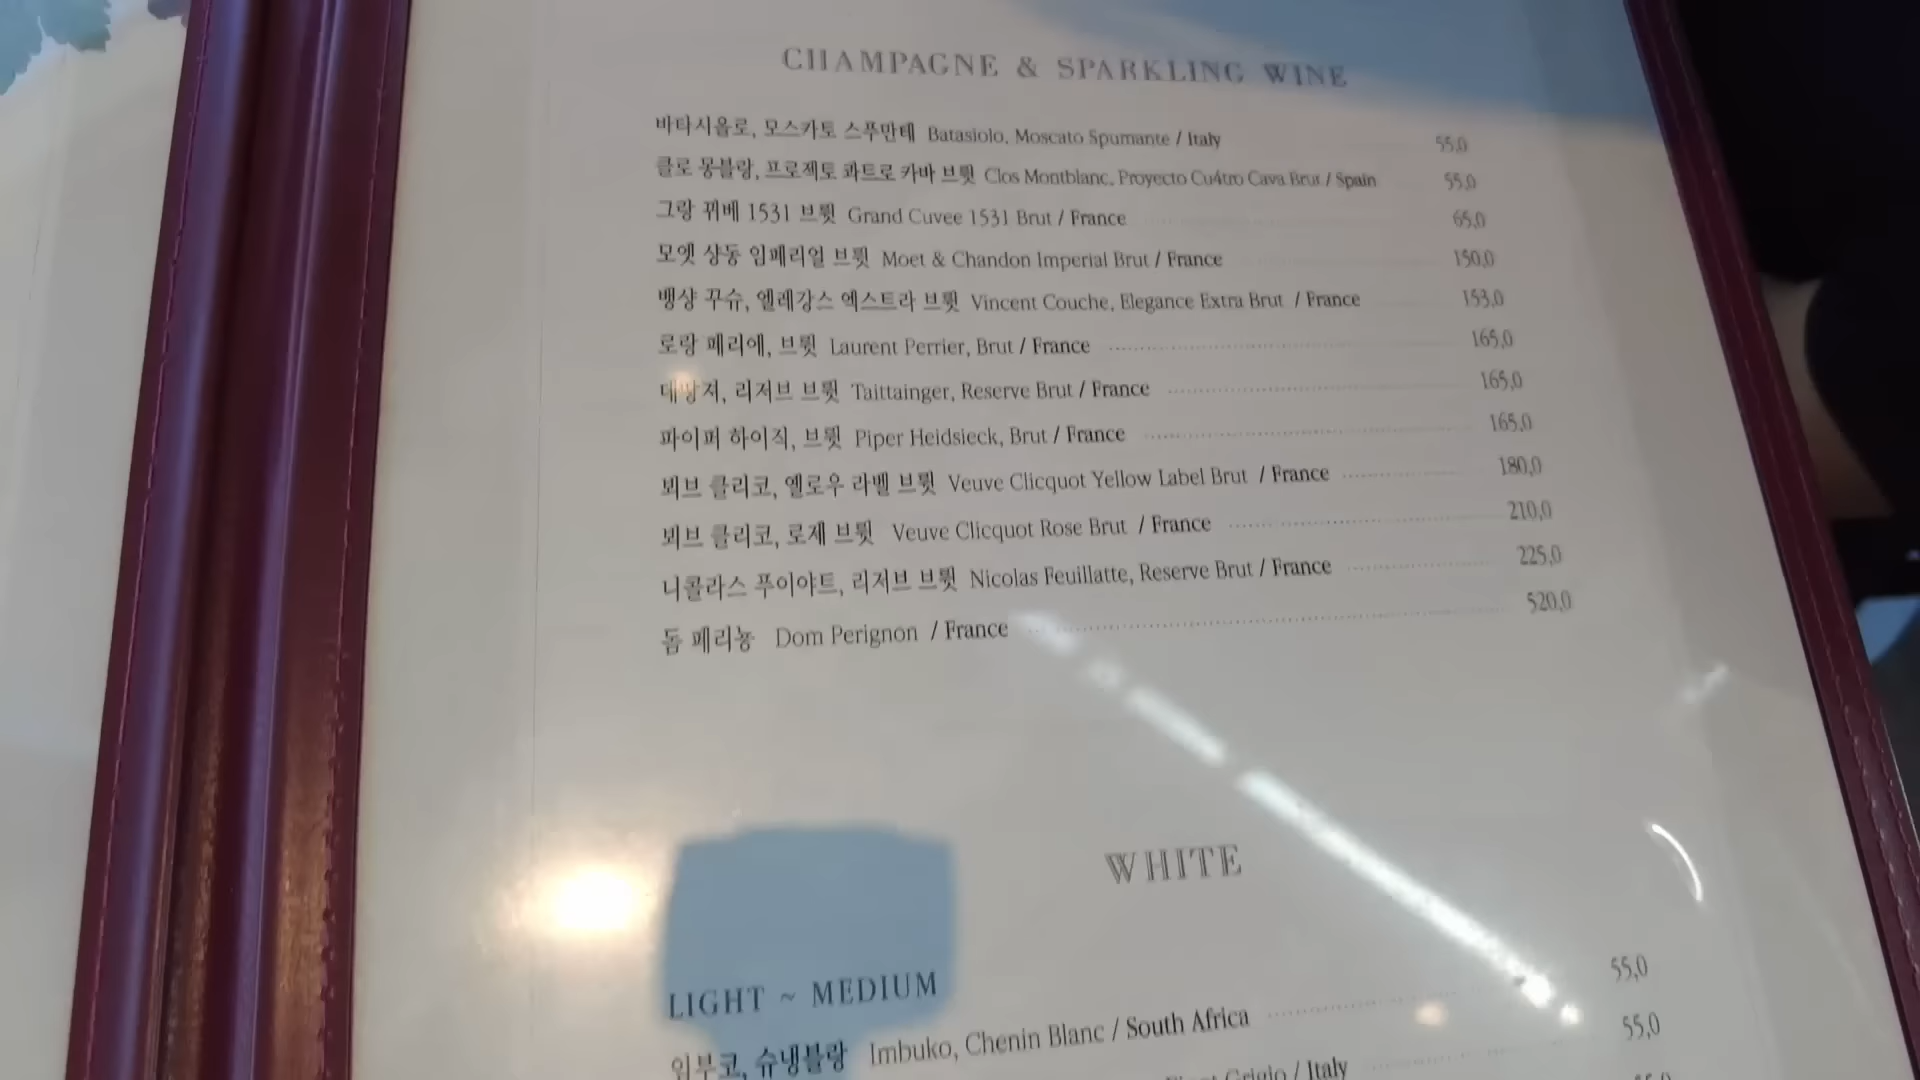 CHAMPAGNE & SPARKLING WINE
바타시올로, 모스카토 스푸만테 Batasiolo, Moscato Spumante / Italy 55,0
클로 몽블랑, 프로젝토 콰트로 카바 브륏 Clos Montblanc, Proyecto Cu4tro Cava Brut / Spain 55,0
그랑 뀌베 1531 브륏 Grand Cuvee 1531 Brut / France 65,0
모엣 샹동 임페리얼 브륏 Moet & Chandon Imperial Brut / France 150,0
뱅샹 꾸슈, 엘레강스 엑스트라 브륏 Vincent Couche, Elegance Extra Brut / France 153,0
로랑 페리에, 브륏 Laurent Perrier, Brut / France 165,0
떼땅져, 리저브 브륏 Taittainger, Reserve Brut / France 165,0
파이퍼 하이직, 브륏 Piper Heidsieck, Brut / France 165,0
뵈브 클리코, 옐로우 라벨 브륏 Veuve Clicquot Yellow Label Brut / France 180,0
뵈브 클리코, 로제 브륏 Veuve Clicquot Rose Brut / France 210,0
니콜라스 푸이야트, 리저브 브륏 Nicolas Feuillatte, Reserve Brut / France 225,0
돔 페리뇽 Dom Perignon / France 520,0
WHITE
LIGHT ~ MEDIUM
임부코, 슈냉블랑 Imbuko, Chenin Blanc / South Africa 55,0
Grigio / Italy 55,0